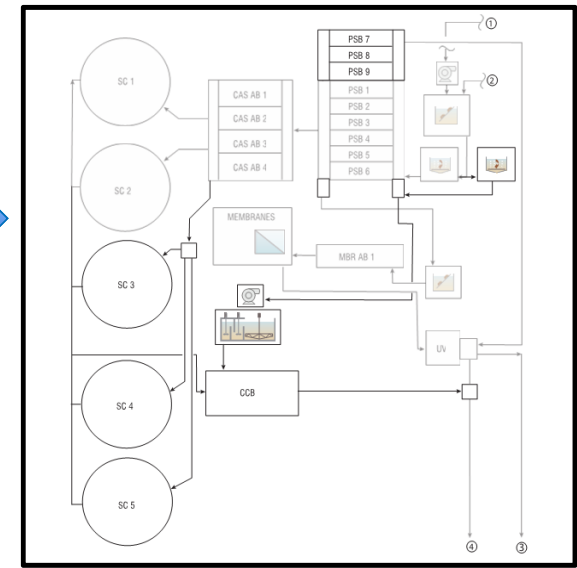 ①
PSB 7
PSB 8
PSB 9
②
SC 1
CAS AB 1
CAS AB 2
CAS AB 3
CAS AB 4
PSB 1
PSB 2
PSB 3
PSB 4
PSB 5
PSB 6
SC 2
MEMBRANES
MBR AB 1
SC 3
UV
CCB
SC 4
SC 5
④
③